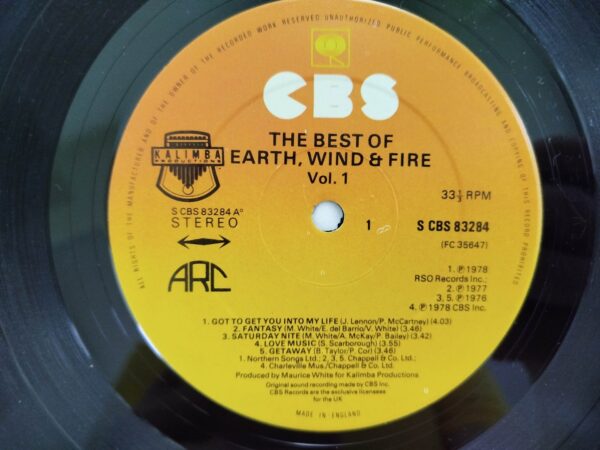 ALL RIGHTS OF THE MANUFACTURER AND OF THE OWNER OF THE RECORDED WORK RESERVED UNAUTHORIZED PUBLIC PERFORMANCE BROADCASTING AND COPYING OF THIS RECORD PROHIBITED
CBS
THE BEST OF
EARTH, WIND & FIRE
Vol. 1
KALIMBA
PRODUCTIONS
33⅓ RPM
S CBS 83284 A°
STEREO
1
S CBS 83284
(FC 35647)
ARC
1. ℗ 1978
RSO Records Inc.;
2. ℗ 1977
3, 5. ℗ 1976
4. ℗ 1978 CBS Inc.
1. GOT TO GET YOU INTO MY LIFE (J. Lennon/P. McCartney) (4.03)
2. FANTASY (M. White/E. del Barrio/V. White) (3.46)
3. SATURDAY NITE (M. White/A. McKay/P. Bailey) (3.42)
4. LOVE MUSIC (S. Scarborough) (3.55)
5. GETAWAY (B. Taylor/P. Cor) (3.46)
1. Northern Songs Ltd.; 2, 3, 5. Chappell & Co. Ltd.;
4. Charleville Mus./Chappell & Co. Ltd.
Produced by Maurice White for Kalimba Productions
Original sound recording made by CBS Inc.
CBS Records are the exclusive licensees
for the UK
MADE IN ENGLAND